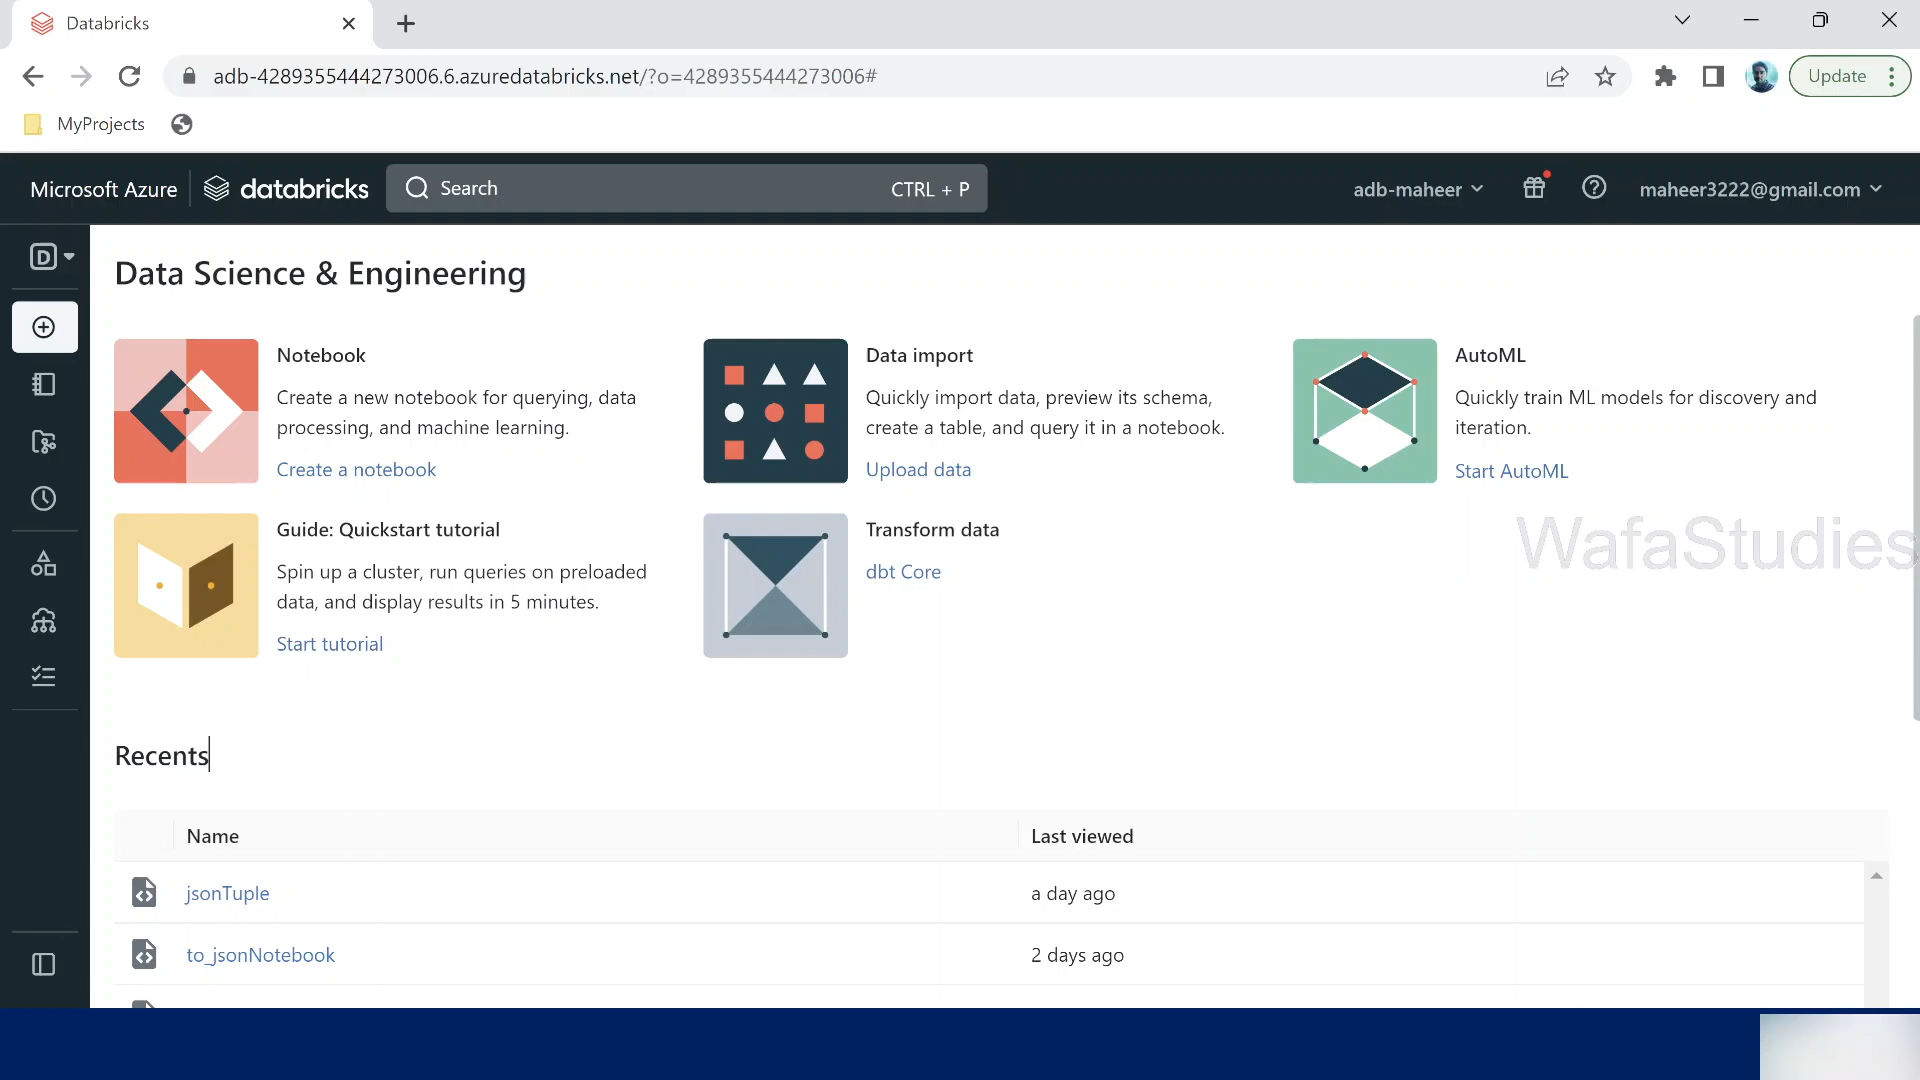 Databricks
adb-4289355444273006.6.azuredatabricks.net/?o=4289355444273006#
Update
MyProjects
Microsoft Azure
databricks
Search
CTRL + P
adb-maheer
maheer3222@gmail.com
D
Data Science & Engineering
Notebook
Create a new notebook for querying, data
processing, and machine learning.
Create a notebook
Data import
Quickly import data, preview its schema,
create a table, and query it in a notebook.
Upload data
AutoML
Quickly train ML models for discovery and
iteration.
Start AutoML
Guide: Quickstart tutorial
Spin up a cluster, run queries on preloaded
data, and display results in 5 minutes.
Start tutorial
Transform data
dbt Core
WafaStudies
Recents
Name
Last viewed
jsonTuple
a day ago
to_jsonNotebook
2 days ago